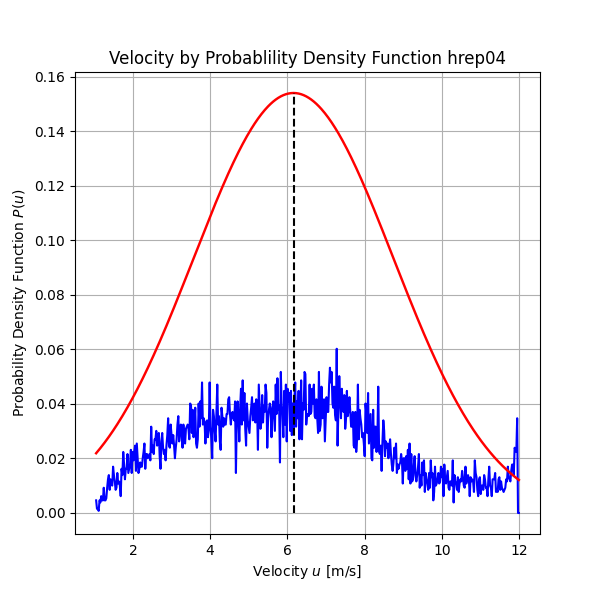 Velocity by Probablility Density Function hrep04
Probability Density Function P(u)
0.16
0.14
0.12
0.10
0.08
0.06
0.04
0.02
0.00
2 4 6 8 10 12
Velocity u [m/s]